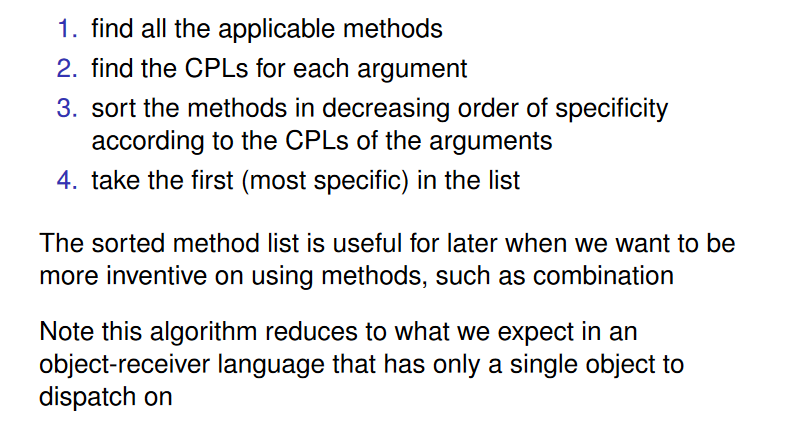 1. find all the applicable methods
2. find the CPLs for each argument
3. sort the methods in decreasing order of specificity
according to the CPLs of the arguments
4. take the first (most specific) in the list
The sorted method list is useful for later when we want to be
more inventive on using methods, such as combination
Note this algorithm reduces to what we expect in an
object-receiver language that has only a single object to
dispatch on